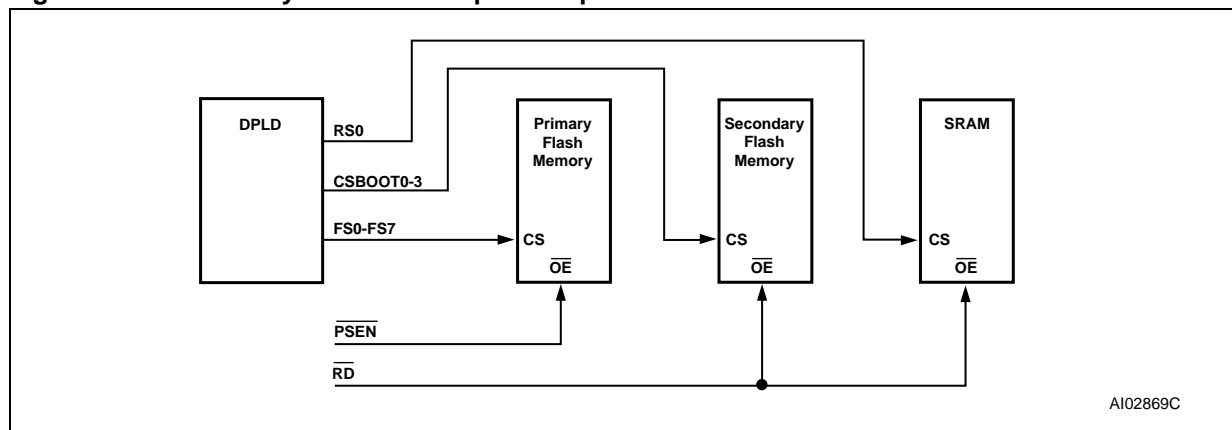 DPLD
RS0
CSBOOT0-3
FS0-FS7
Primary
Flash
Memory
CS
OE
Secondary
Flash
Memory
CS
OE
SRAM
CS
OE
PSEN
RD
AI02869C